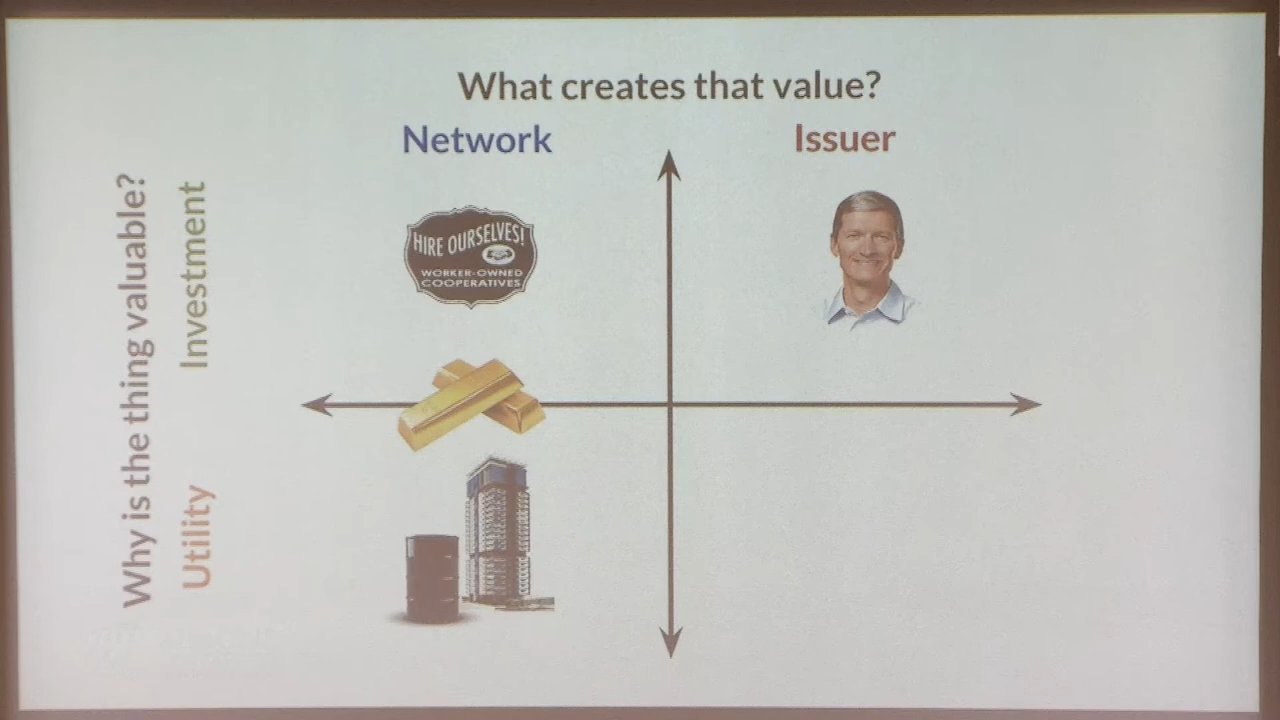 What creates that value?
Network
Issuer
Why is the thing valuable?
Investment
Utility
HIRE OURSELVES!
WORKER-OWNED
COOPERATIVES